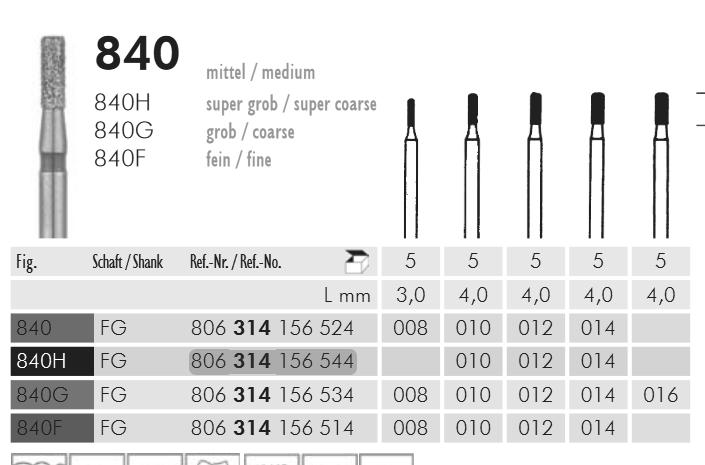 840 mittel / medium
840H super grob / super coarse
840G grob / coarse
840F fein / fine
Fig. Schaft / Shank Ref.-Nr. / Ref.-No. 5 5 5 5 5
L mm 3,0 4,0 4,0 4,0 4,0
840 FG 806 314 156 524 008 010 012 014
840H FG 806 314 156 544 010 012 014
840G FG 806 314 156 534 008 010 012 014 016
840F FG 806 314 156 514 008 010 012 014